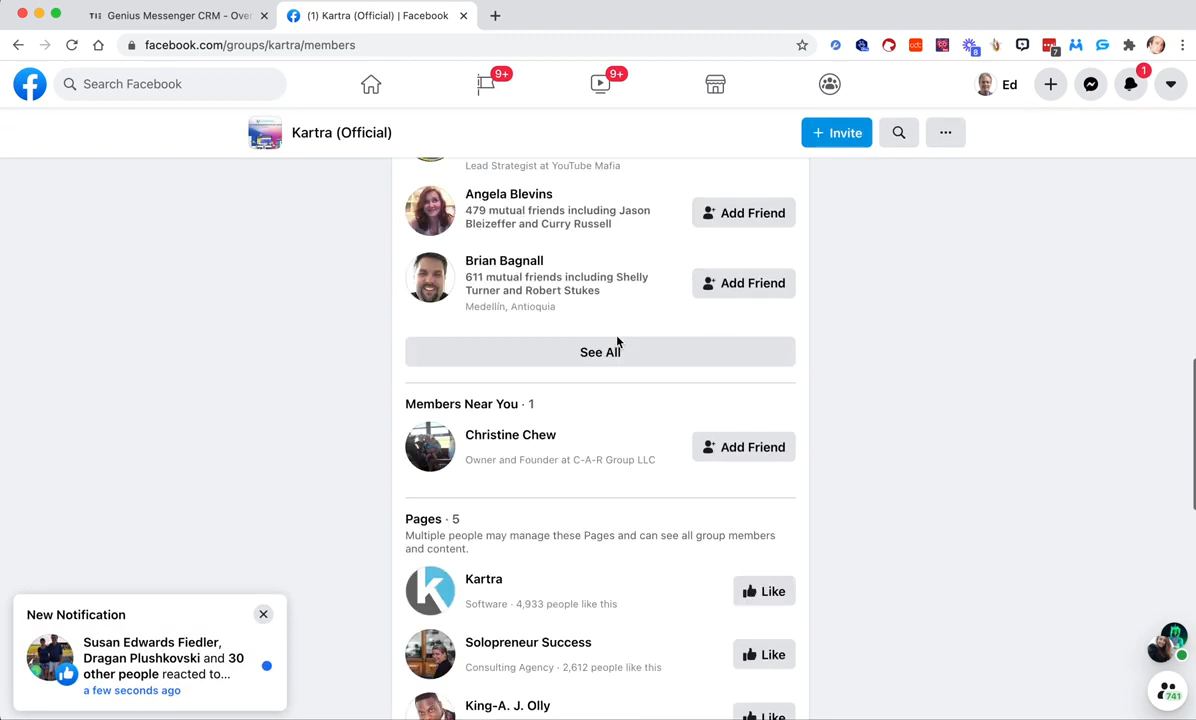 Genius Messenger CRM - Over
(1) Kartra (Official) | Facebook
facebook.com/groups/kartra/members
8
7
Search Facebook
9+
9+
Ed
1
Kartra (Official)
+ Invite
Lead Strategist at YouTube Mafia
Angela Blevins
479 mutual friends including Jason
Bleizeffer and Curry Russell
Add Friend
Brian Bagnall
611 mutual friends including Shelly
Turner and Robert Stukes
Medellín, Antioquia
Add Friend
See All
Members Near You · 1
Christine Chew
Owner and Founder at C-A-R Group LLC
Add Friend
Pages · 5
Multiple people may manage these Pages and can see all group members
and content.
Kartra
Software · 4,933 people like this
Like
Solopreneur Success
Consulting Agency · 2,612 people like this
Like
King-A. J. Olly
Like
New Notification
Susan Edwards Fiedler,
Dragan Plushkovski and 30
other people reacted to...
a few seconds ago
741